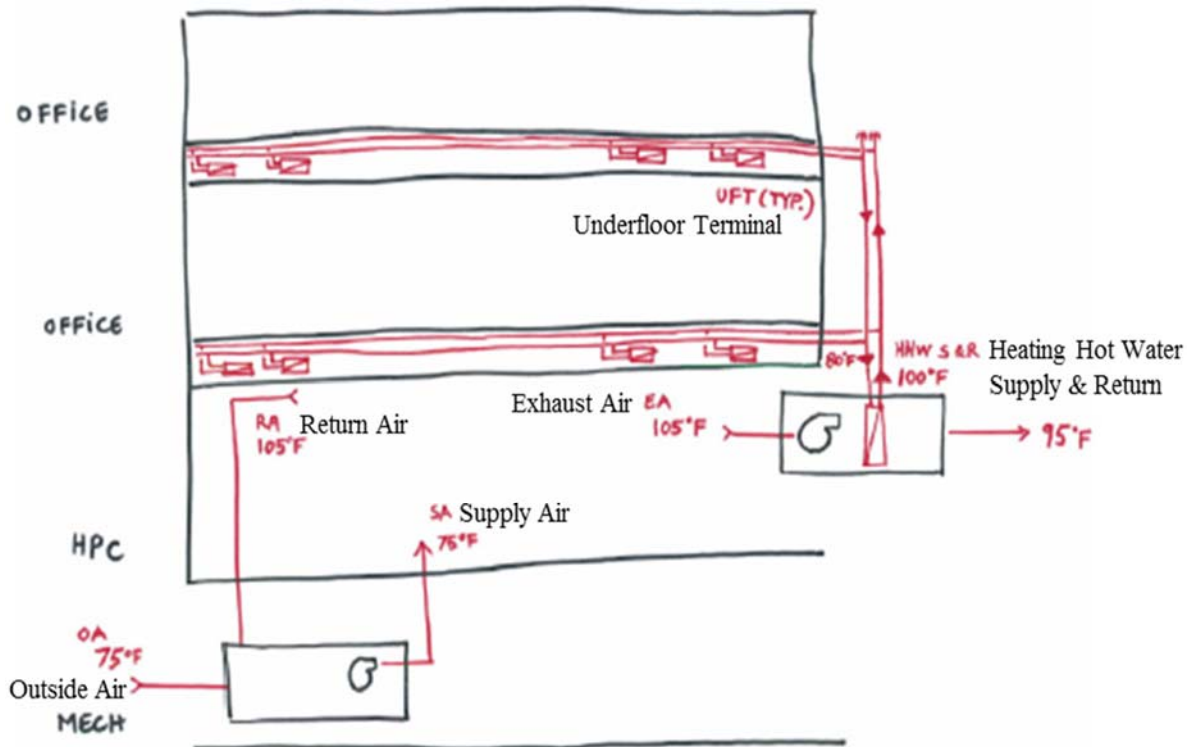 OFFICE
UFT (TYP.)
Underfloor Terminal
OFFICE
80°F
HHW S & R
100°F
Heating Hot Water
Supply & Return
RA
105°F
Return Air
Exhaust Air
EA
105°F
95°F
SA
75°F
Supply Air
HPC
OA
75°F
Outside Air
MECH